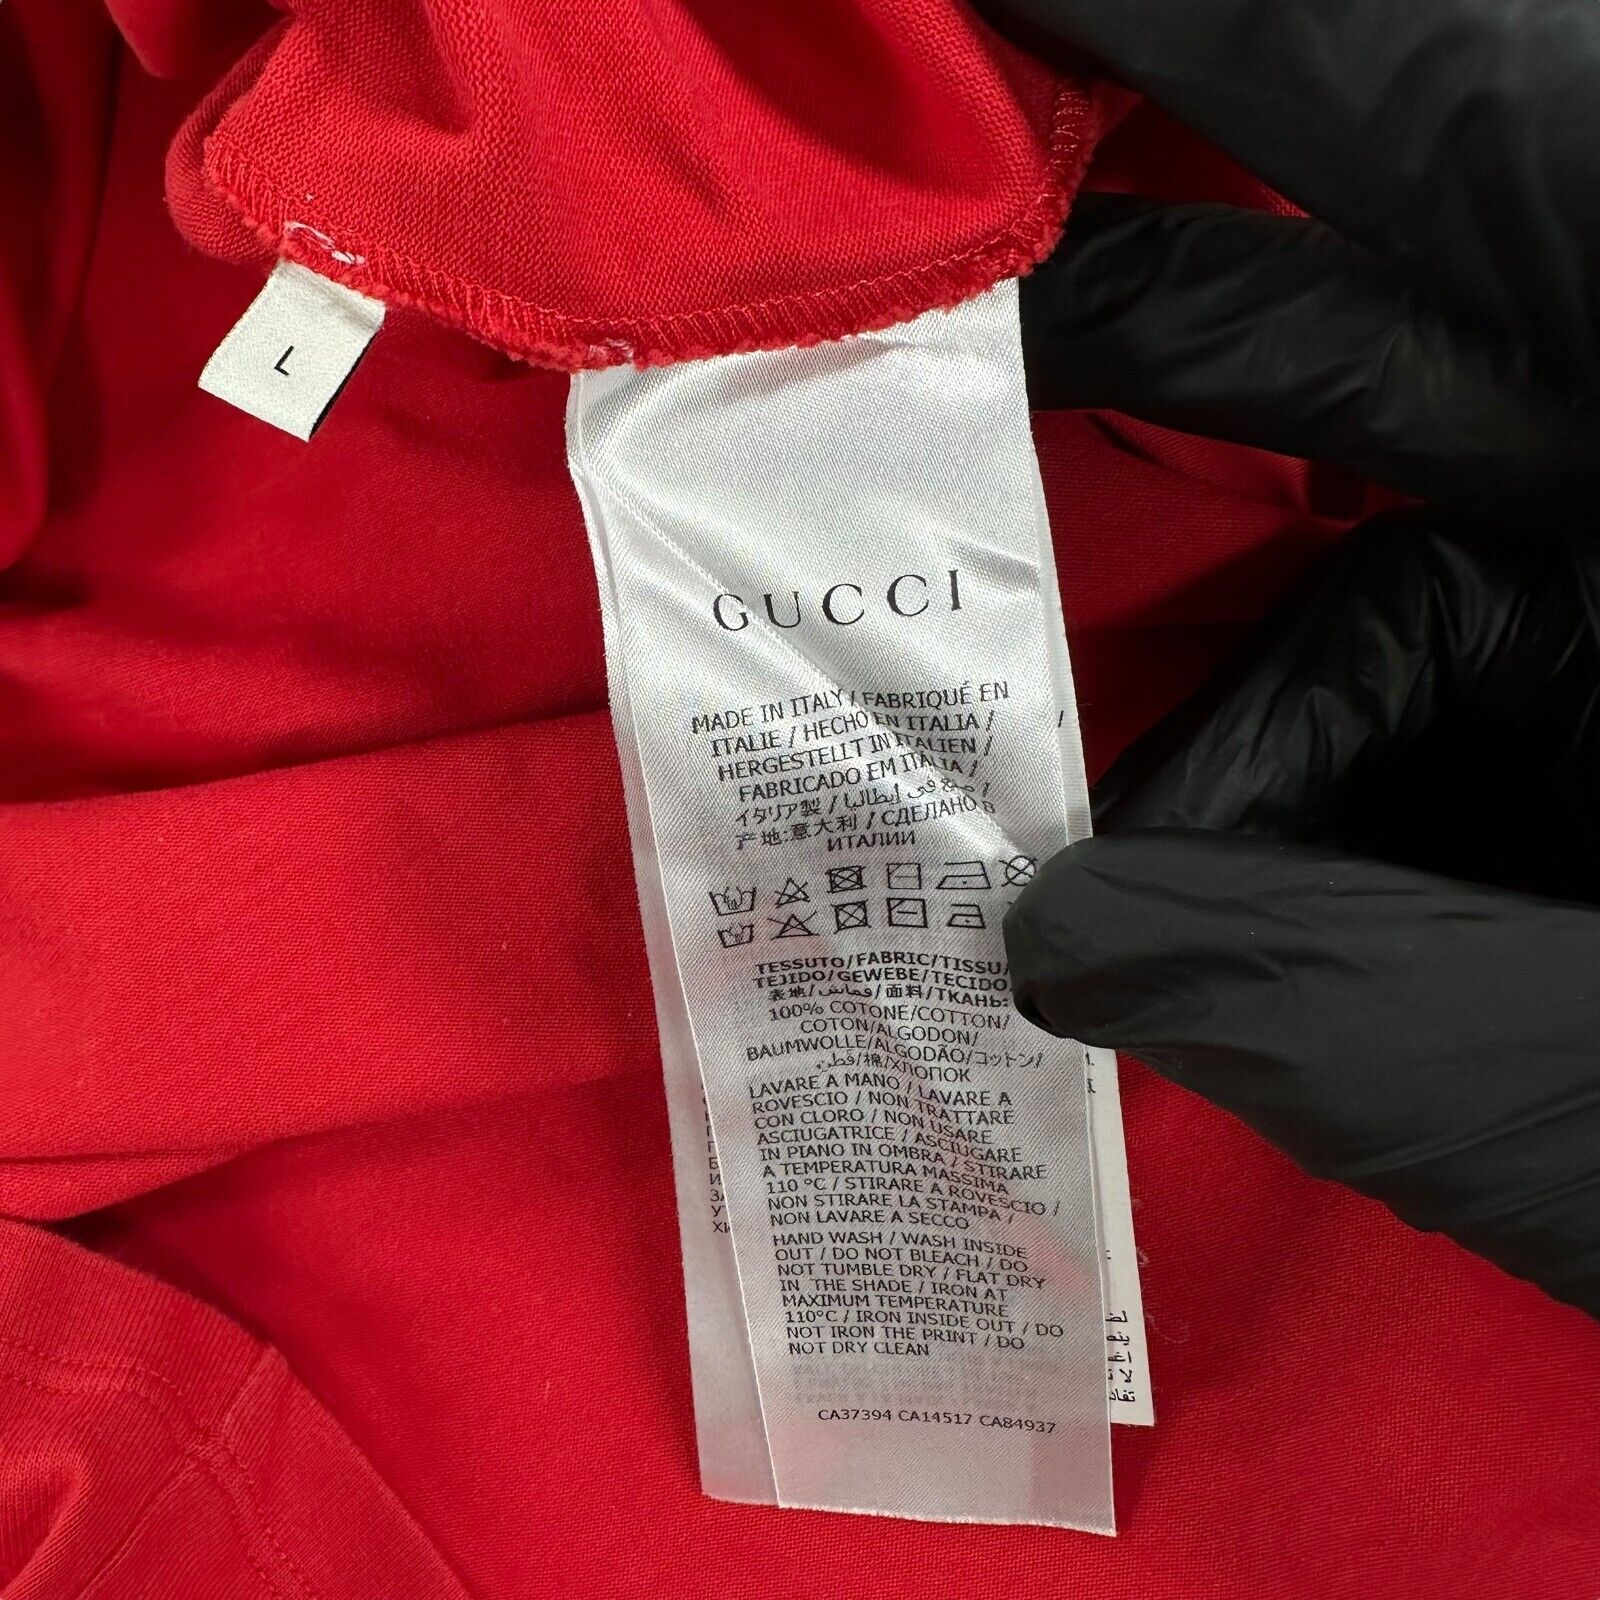 L
GUCCI
MADE IN ITALY / FABRIQUÉ EN
ITALIE / HECHO EN ITALIA /
HERGESTELLT IN ITALIEN /
FABRICADO EM ITALIA /
イタリア製 / صنع في إيطاليا /
产地:意大利 / СДЕЛАНО В
ИТАЛИИ
TESSUTO/FABRIC/TISSU/
TEJIDO/GEWEBE/TECIDO
表地/قماش/面料/ТКАНЬ:
100% COTONE/COTTON/
COTON/ALGODON/
BAUMWOLLE/ALGODÃO/コットン/
قطن/棉/ХЛОПОК
LAVARE A MANO / LAVARE A
ROVESCIO / NON TRATTARE
CON CLORO / NON USARE
ASCIUGATRICE / ASCIUGARE
IN PIANO IN OMBRA / STIRARE
A TEMPERATURA MASSIMA
110 °C / STIRARE A ROVESCIO /
NON STIRARE LA STAMPA /
NON LAVARE A SECCO
HAND WASH / WASH INSIDE
OUT / DO NOT BLEACH / DO
NOT TUMBLE DRY / FLAT DRY
IN THE SHADE / IRON AT
MAXIMUM TEMPERATURE
110°C / IRON INSIDE OUT / DO
NOT IRON THE PRINT / DO
NOT DRY CLEAN
CA37394 CA14517 CA84937